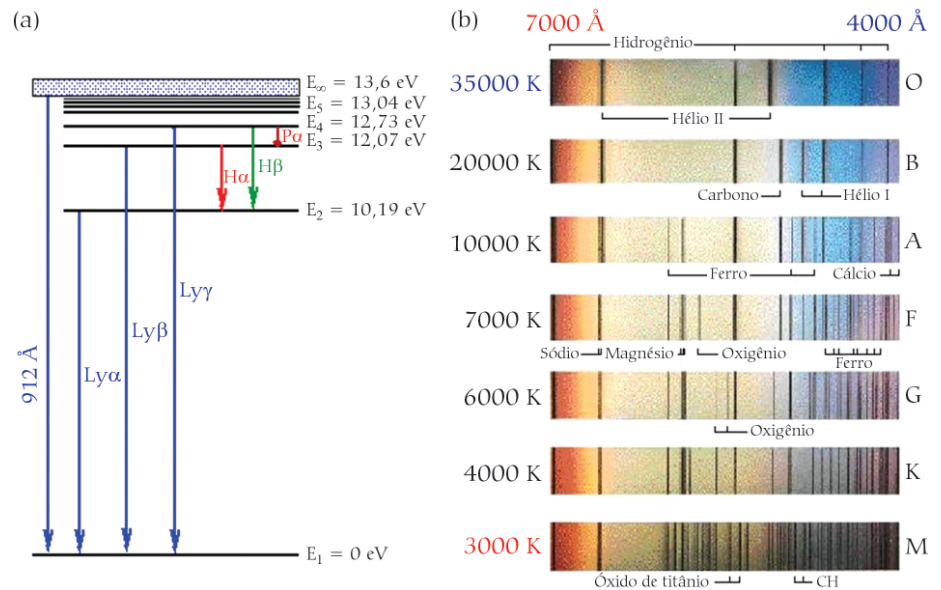 (a)
E∞ = 13,6 eV
E5 = 13,04 eV
E4 = 12,73 eV
Pα
E3 = 12,07 eV
Hα
Hβ
E2 = 10,19 eV
Lyγ
Lyβ
Lyα
912 Å
E1 = 0 eV
(b)
7000 Å
4000 Å
Hidrogênio
35000 K
O
Hélio II
20000 K
B
Carbono
Hélio I
10000 K
A
Ferro
Cálcio
7000 K
F
Sódio
Magnésio
Oxigênio
Ferro
6000 K
G
Oxigênio
4000 K
K
3000 K
M
Óxido de titânio
CH